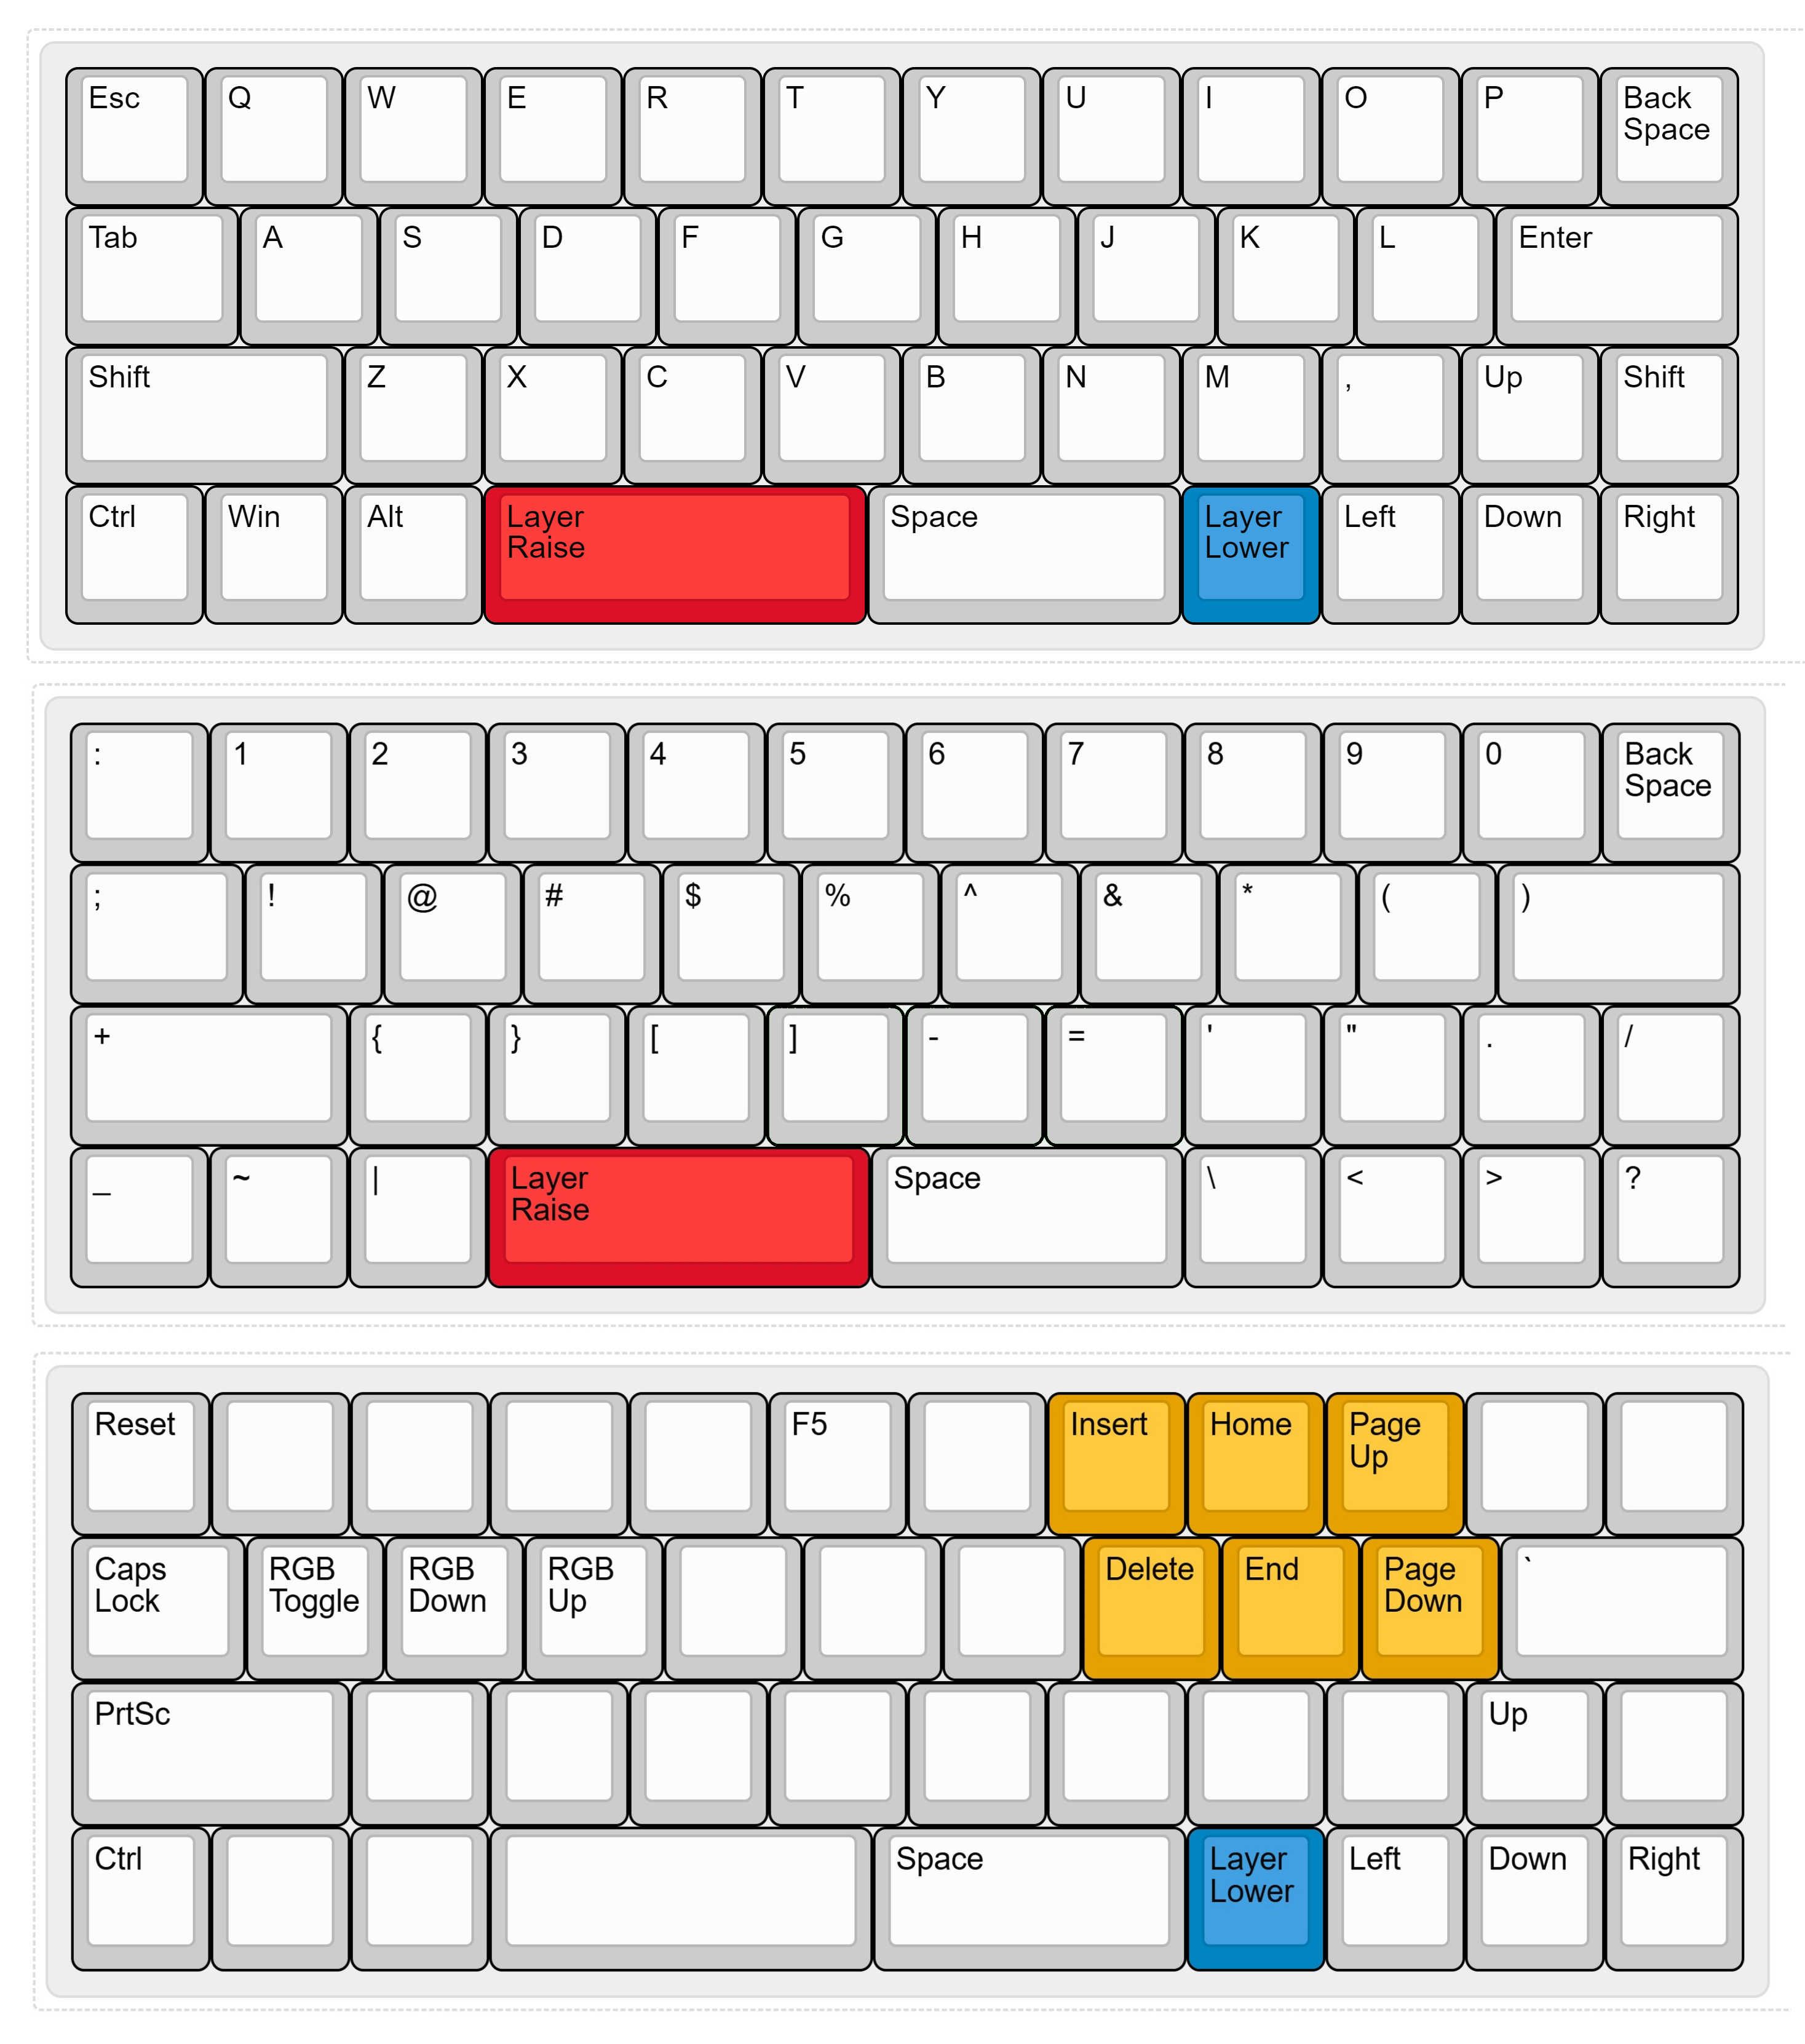 Esc Q W E R T Y U I O P Back
Space
Tab A S D F G H J K L Enter
Shift Z X C V B N M , Up Shift
Ctrl Win Alt Layer Space Layer Left Down Right
Raise Lower
: 1 2 3 4 5 6 7 8 9 0 Back
Space
; ! @ # $ % ^ & * ( )
+ { } [ ] - = ' " . /
_ ~ | Layer Space \ < > ?
Raise
Reset F5 Insert Home Page
Up
Caps RGB RGB RGB Delete End Page `
Lock Toggle Down Up Down
PrtSc Up
Ctrl Space Layer Left Down Right
Lower